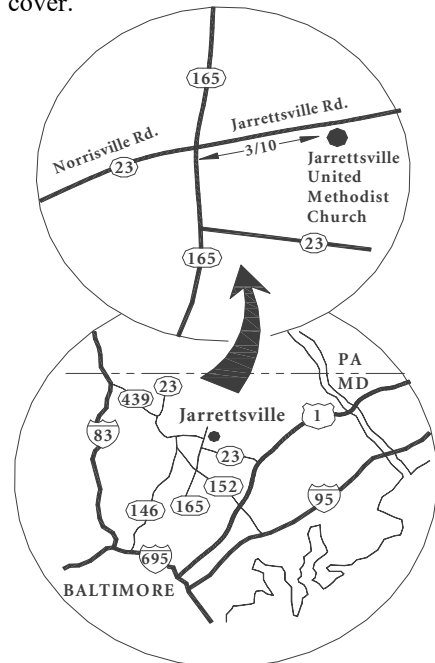 cover.
165
Jarrettsville Rd.
Norrisville Rd.
3/10
23
Jarrettsville
United
Methodist
Church
23
165
PA
MD
23
439
Jarrettsville
1
83
23
152
95
165
146
695
BALTIMORE